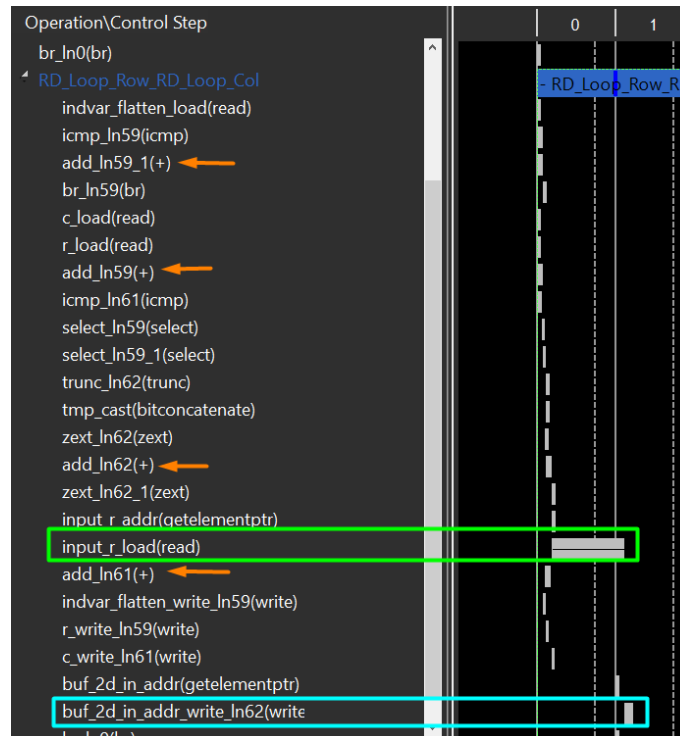 Operation\Control Step 0 1
br_ln0(br)
RD_Loop_Row_RD_Loop_Col - RD_Loop_Row_R
indvar_flatten_load(read)
icmp_ln59(icmp)
add_ln59_1(+)
br_ln59(br)
c_load(read)
r_load(read)
add_ln59(+)
icmp_ln61(icmp)
select_ln59(select)
select_ln59_1(select)
trunc_ln62(trunc)
tmp_cast(bitconcatenate)
zext_ln62(zext)
add_ln62(+)
zext_ln62_1(zext)
input_r_addr(getelementptr)
input_r_load(read)
add_ln61(+)
indvar_flatten_write_ln59(write)
r_write_ln59(write)
c_write_ln61(write)
buf_2d_in_addr(getelementptr)
buf_2d_in_addr_write_ln62(write